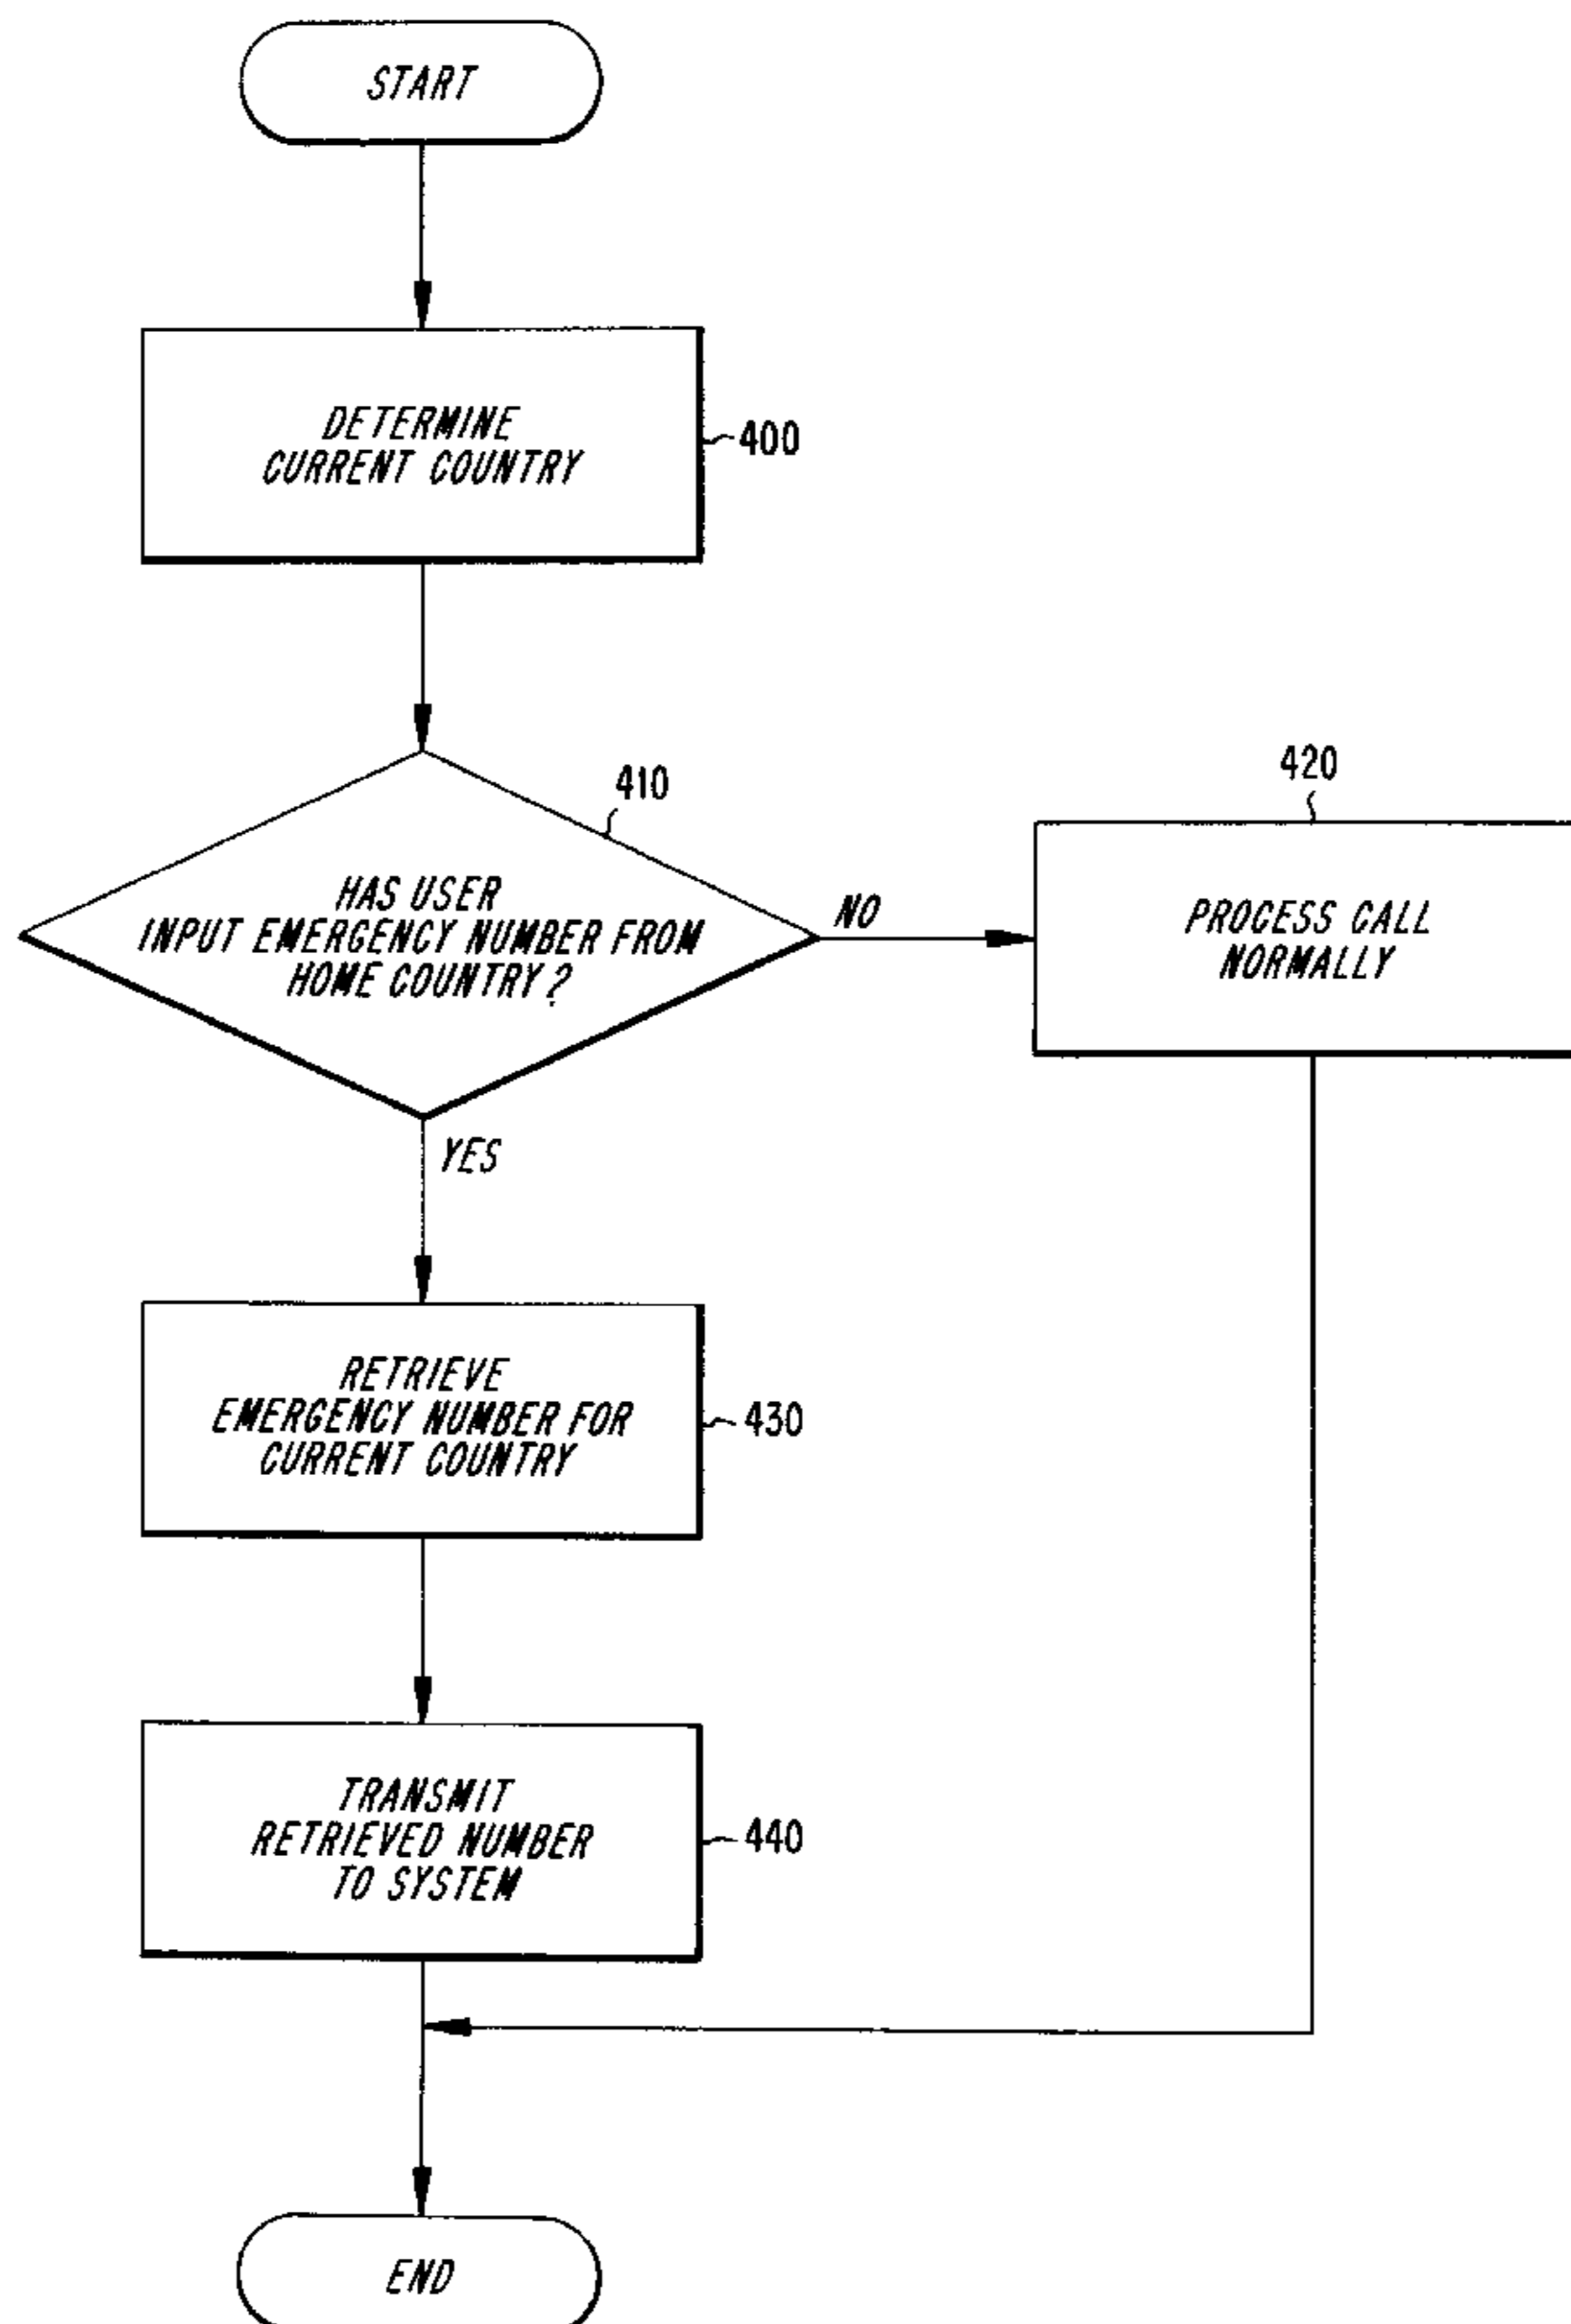 START
DETERMINE
CURRENT COUNTRY
400
410
HAS USER
INPUT EMERGENCY NUMBER FROM
HOME COUNTRY?
NO
420
PROCESS CALL
NORMALLY
YES
RETRIEVE
EMERGENCY NUMBER FOR
CURRENT COUNTRY
430
TRANSMIT
RETRIEVED NUMBER
TO SYSTEM
440
END